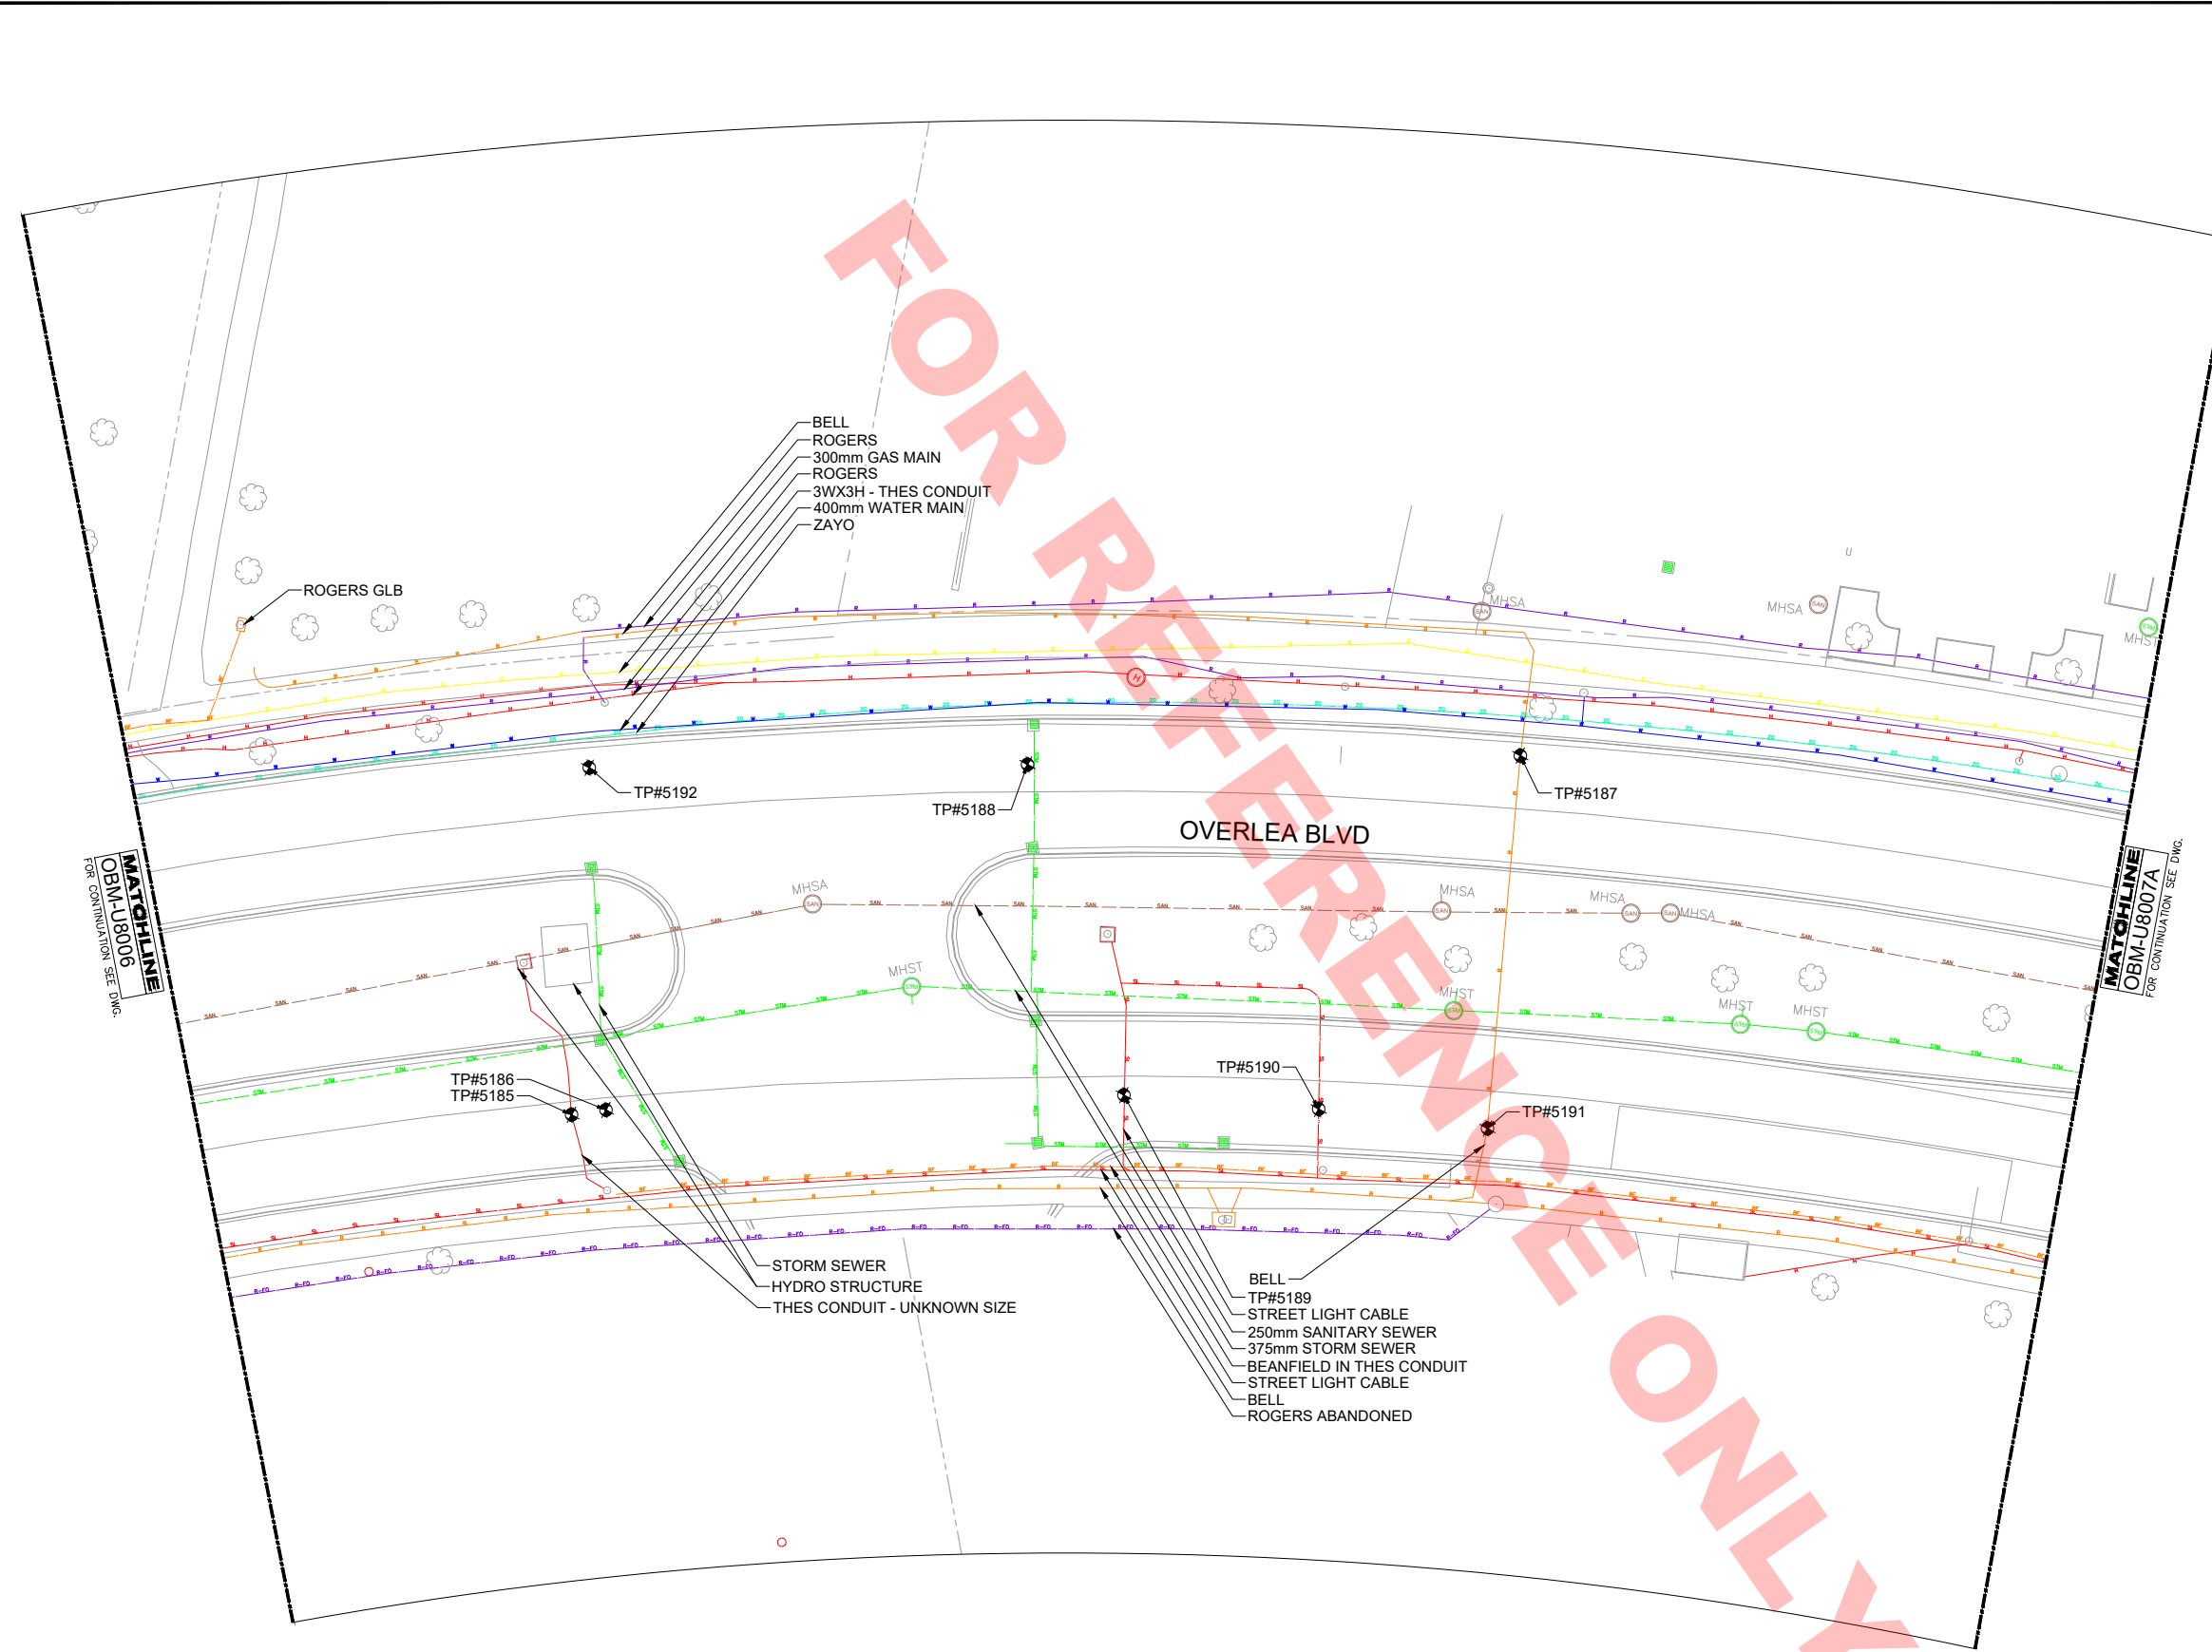 BELL
ROGERS
300mm GAS MAIN
ROGERS
3WX3H - THES CONDUIT
400mm WATER MAIN
ZAYO
ROGERS GLB
MHSA
MHSA
MHST
TP#5192
TP#5188
TP#5187
OVERLEA BLVD
MATCHLINE
OBM-U8006
FOR CONTINUATION SEE DWG.
MATCHLINE
OBM-U8007A
FOR CONTINUATION SEE DWG.
MHSA
MHSA
MHSA
MHSA
MHST
MHST
MHST
MHST
TP#5186
TP#5185
TP#5190
TP#5191
STORM SEWER
HYDRO STRUCTURE
THES CONDUIT - UNKNOWN SIZE
BELL
TP#5189
STREET LIGHT CABLE
250mm SANITARY SEWER
375mm STORM SEWER
BEANFIELD IN THES CONDUIT
STREET LIGHT CABLE
BELL
ROGERS ABANDONED
FOR REFERENCE ONLY